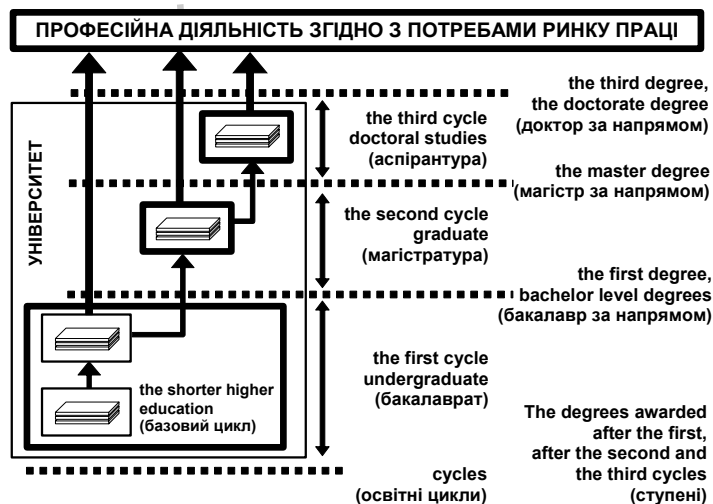 ПРОФЕСІЙНА ДІЯЛЬНІСТЬ ЗГІДНО З ПОТРЕБАМИ РИНКУ ПРАЦІ
the third degree,
the doctorate degree
(доктор за напрямом)
the third cycle
doctoral studies
(аспірантура)
УНІВЕРСИТЕТ
the master degree
(магістр за напрямом)
the second cycle
graduate
(магістратура)
the first degree,
bachelor level degrees
(бакалавр за напрямом)
the first cycle
undergraduate
(бакалаврат)
the shorter higher
education
(базовий цикл)
The degrees awarded
after the first,
after the second and
the third cycles
(ступені)
cycles
(освітні цикли)